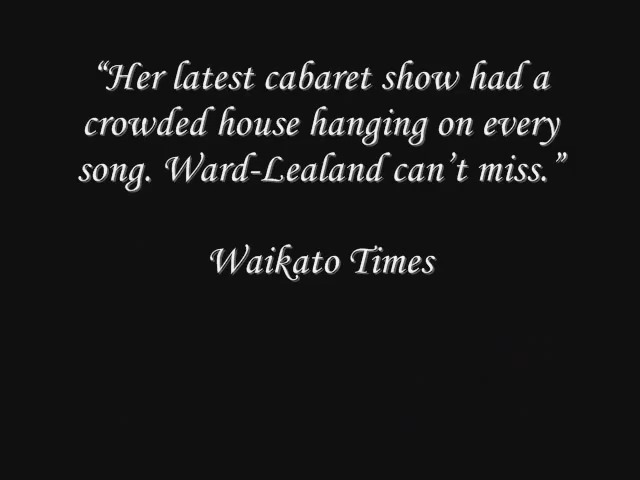 “Her latest cabaret show had a
crowded house hanging on every
song. Ward-Lealand can’t miss.”
Waikato Times